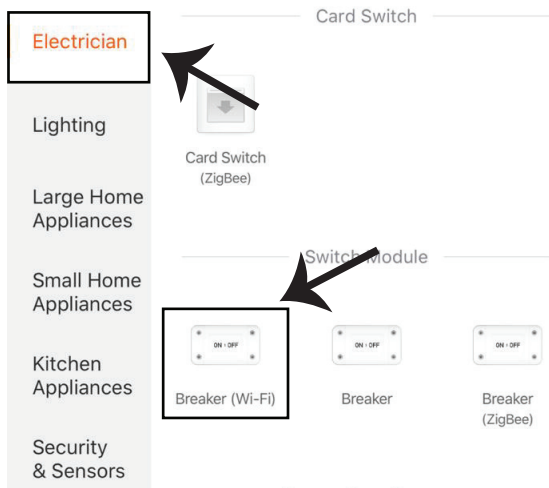 Electrician
Lighting
Large Home
Appliances
Small Home
Appliances
Kitchen
Appliances
Security
& Sensors
Card Switch
Card Switch
(ZigBee)
Switch Module
ON > OFF
Breaker (Wi-Fi)
ON > OFF
Breaker
ON > OFF
Breaker
(ZigBee)